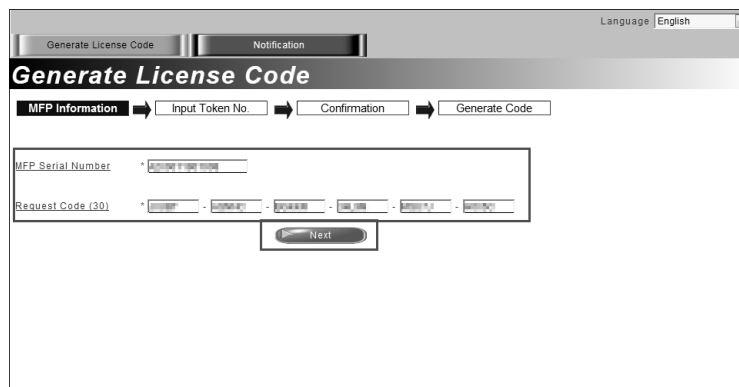 Language English
Generate License Code Notification
Generate License Code
MFP Information Input Token No. Confirmation Generate Code
MFP Serial Number *
Request Code (30) * - - - - -
Next